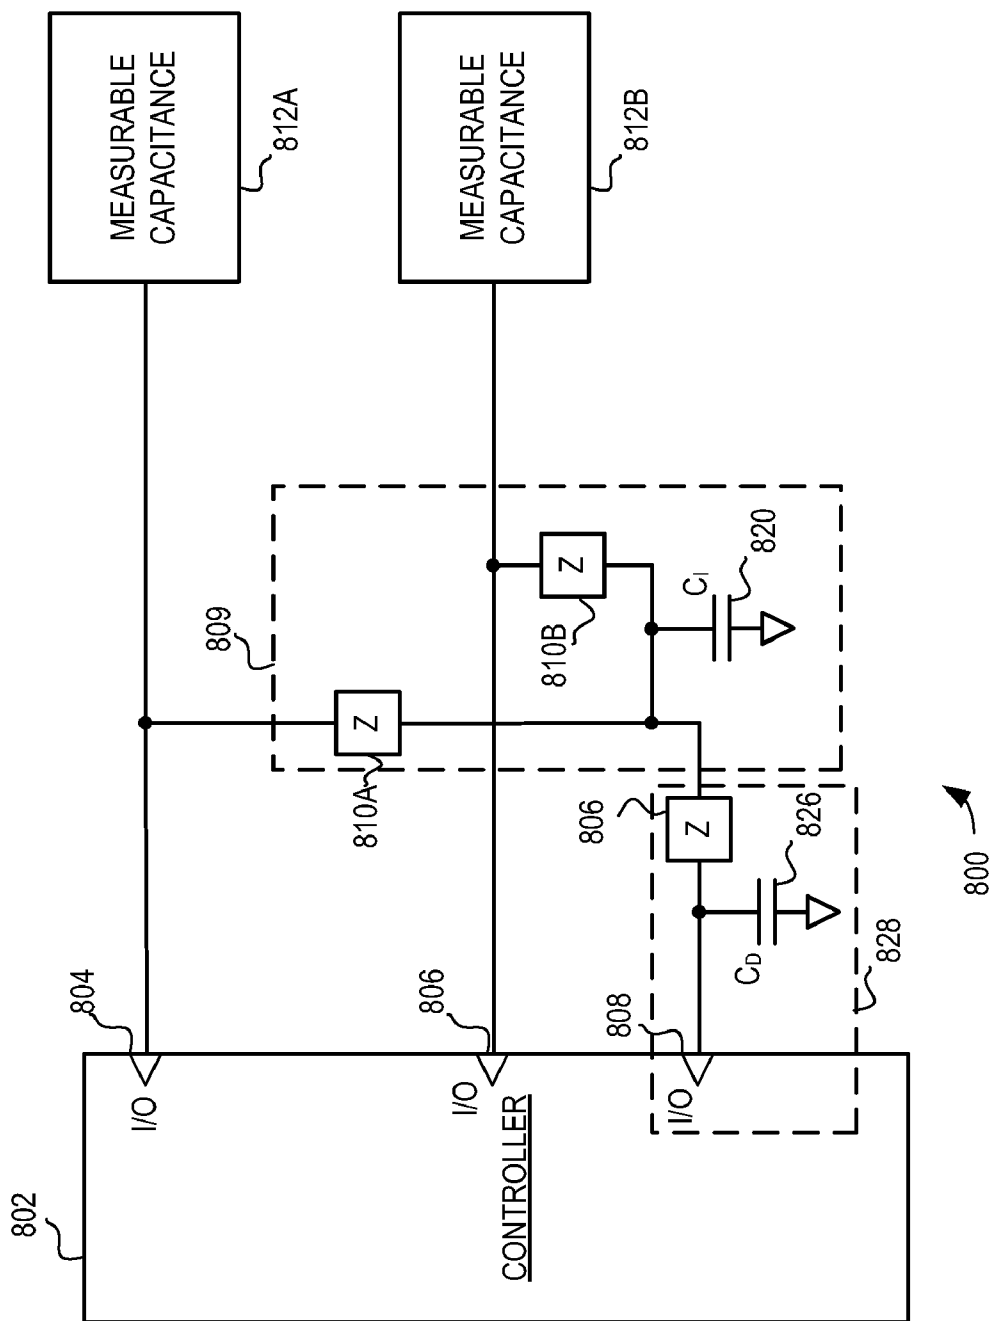 MEASURABLE
CAPACITANCE
812A
MEASURABLE
CAPACITANCE
812B
809
Z
810A
Z
810B
CI
820
806
Z
826
CD
828
800
804
I/O
806
I/O
808
I/O
802
CONTROLLER